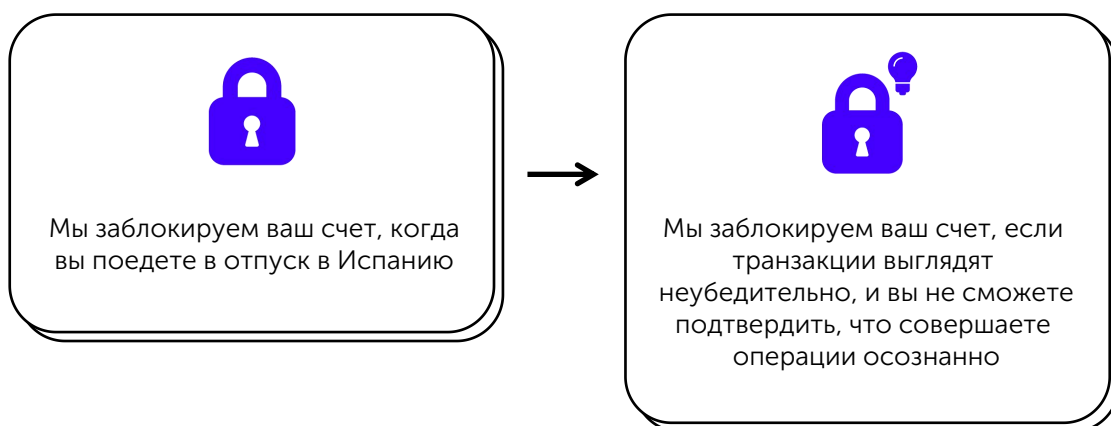 Мы заблокируем ваш счет, когда
вы поедете в отпуск в Испанию
Мы заблокируем ваш счет, если
транзакции выглядят
неубедительно, и вы не сможете
подтвердить, что совершаете
операции осознанно